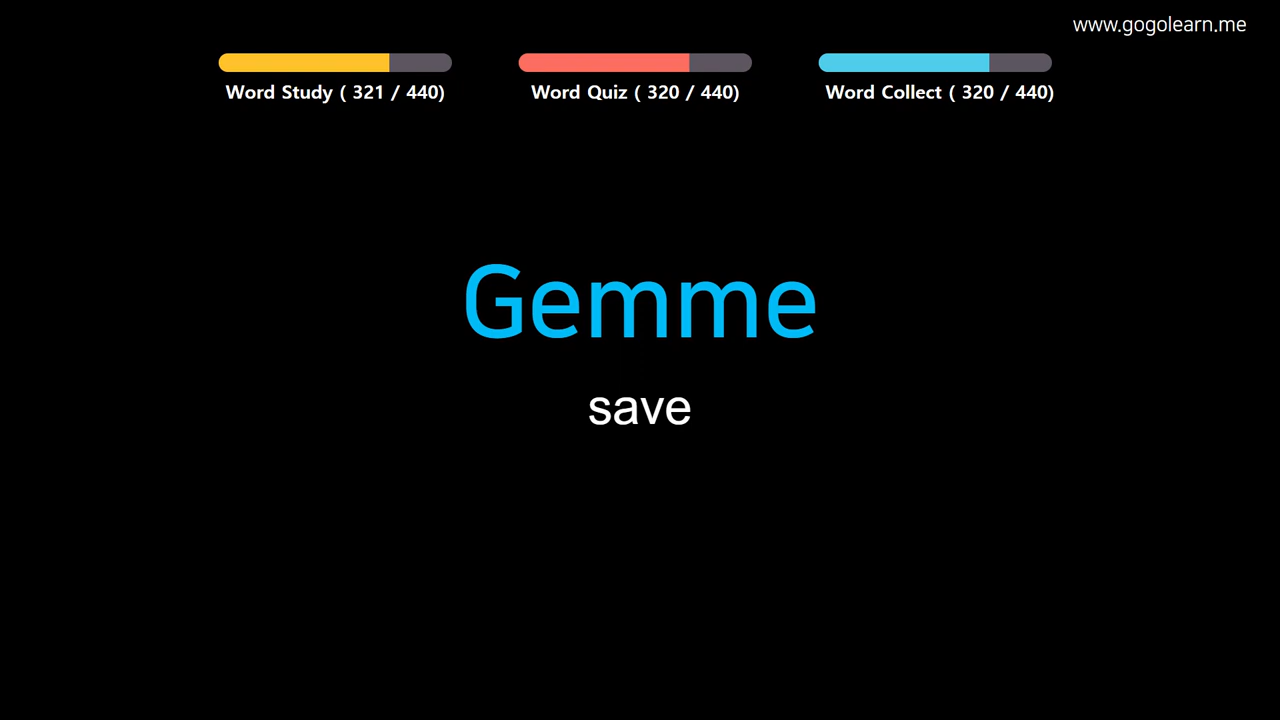 www.gogolearn.me
Word Study ( 321 / 440)
Word Quiz ( 320 / 440)
Word Collect ( 320 / 440)
Gemme
save